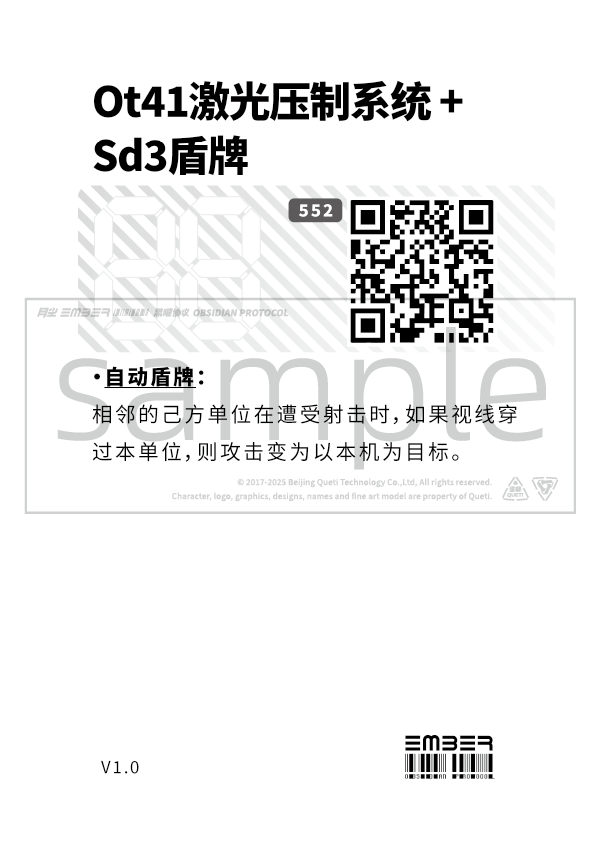 Ot41激光压制系统 +
Sd3盾牌
552
EMBER
黑曜协议 OBSIDIAN PROTOCOL
sample
·自动盾牌：
相邻的己方单位在遭受射击时，如果视线穿
过本单位，则攻击变为以本机为目标。
© 2017-2025 Beijing Queti Technology Co.,Ltd, All rights reserved.
Character, logo, graphics, designs, names and fine art model are property of Queti.
QUETI
V1.0
EMBER